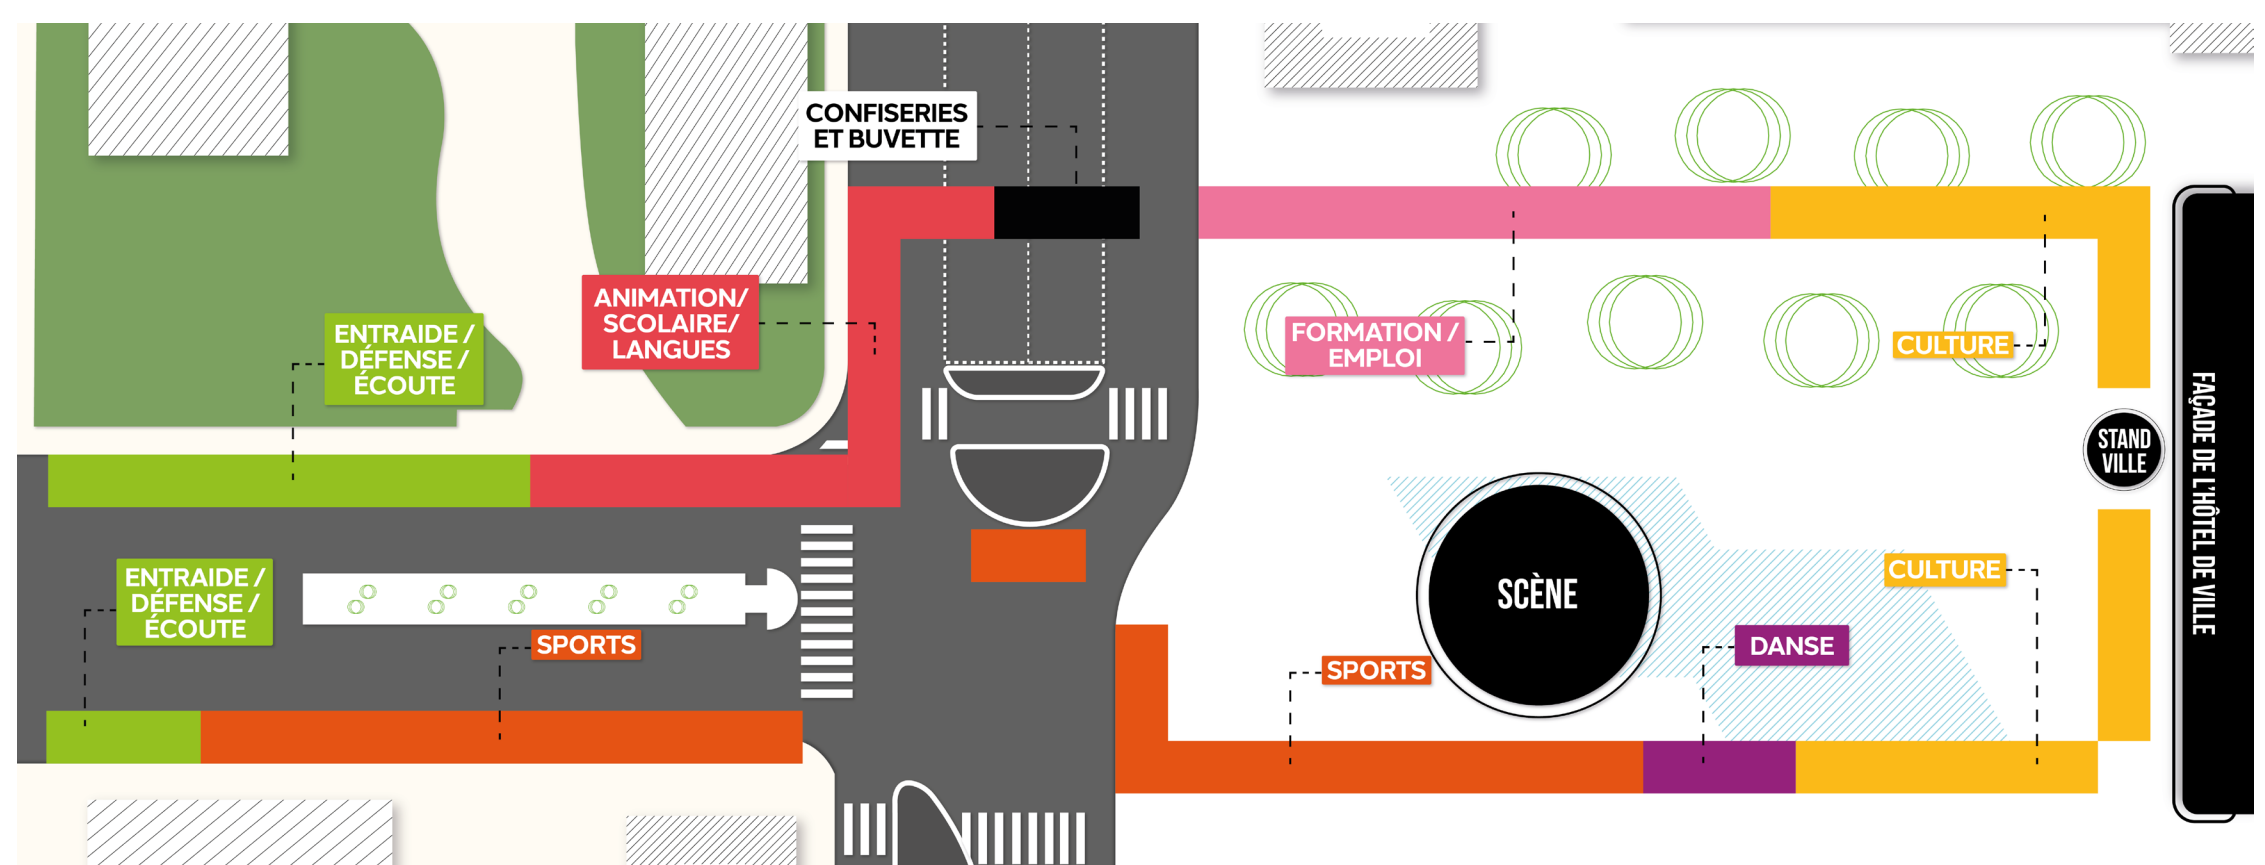 CONFISERIES
ET BUVETTE
ANIMATION/
SCOLAIRE/
LANGUES
ENTRAIDE /
DÉFENSE /
ÉCOUTE
FORMATION /
EMPLOI
CULTURE
STAND
VILLE
FAÇADE DE L'HÔTEL DE VILLE
ENTRAIDE /
DÉFENSE /
ÉCOUTE
SPORTS
SCÈNE
CULTURE
DANSE
SPORTS